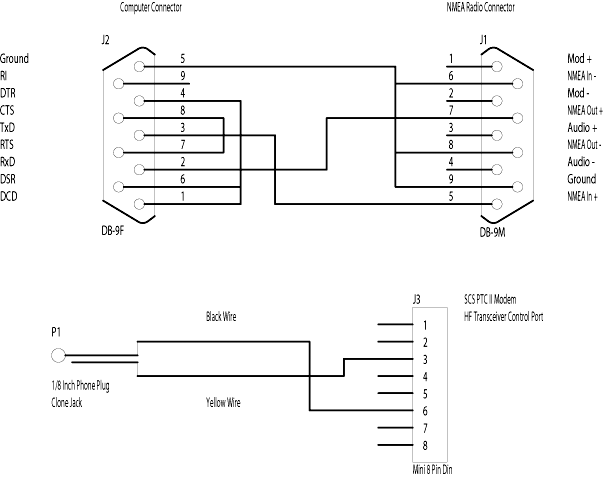 Computer Connector
NMEA Radio Connector
J2
J1
Ground 5 1 Mod +
RI 9 6 NMEA In -
DTR 4 2 Mod -
CTS 8 7 NMEA Out +
TxD 3 3 Audio +
RTS 7 8 NMEA Out -
RxD 2 4 Audio -
DSR 6 9 Ground
DCD 1 5 NMEA In +
DB-9F
DB-9M
J3
SCS PTC II Modem
HF Transceiver Control Port
P1
Black Wire
1
2
3
4
5
6
7
8
1/8 Inch Phone Plug
Clone Jack
Yellow Wire
Mini 8 Pin Din